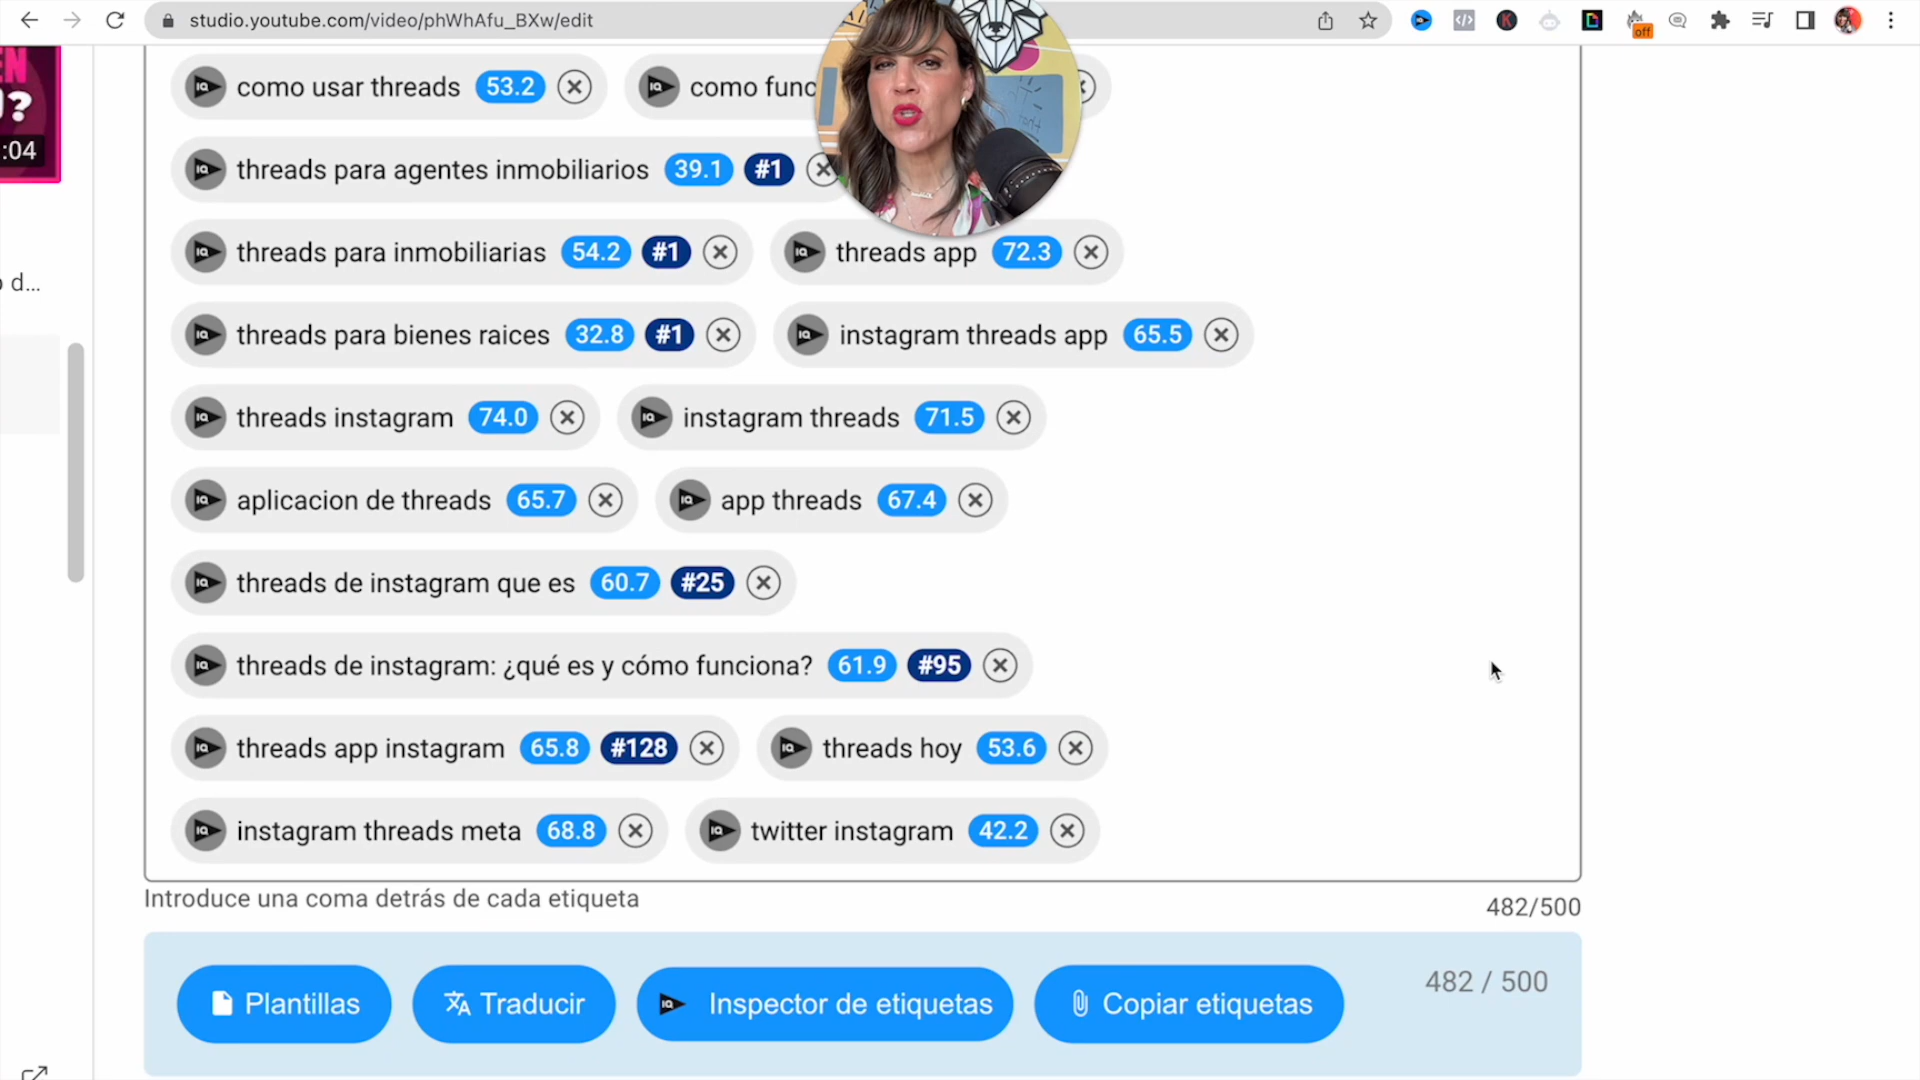 studio.youtube.com/video/phWhAfu_BXw/edit
off
EN
O?
:04
como usar threads 53.2
como func
threads para agentes inmobiliarios 39.1 #1
threads para inmobiliarias 54.2 #1
threads app 72.3
d...
threads para bienes raices 32.8 #1
instagram threads app 65.5
threads instagram 74.0
instagram threads 71.5
aplicacion de threads 65.7
app threads 67.4
threads de instagram que es 60.7 #25
threads de instagram: ¿qué es y cómo funciona? 61.9 #95
threads app instagram 65.8 #128
threads hoy 53.6
instagram threads meta 68.8
twitter instagram 42.2
Introduce una coma detrás de cada etiqueta
482/500
Plantillas
Traducir
Inspector de etiquetas
Copiar etiquetas
482 / 500